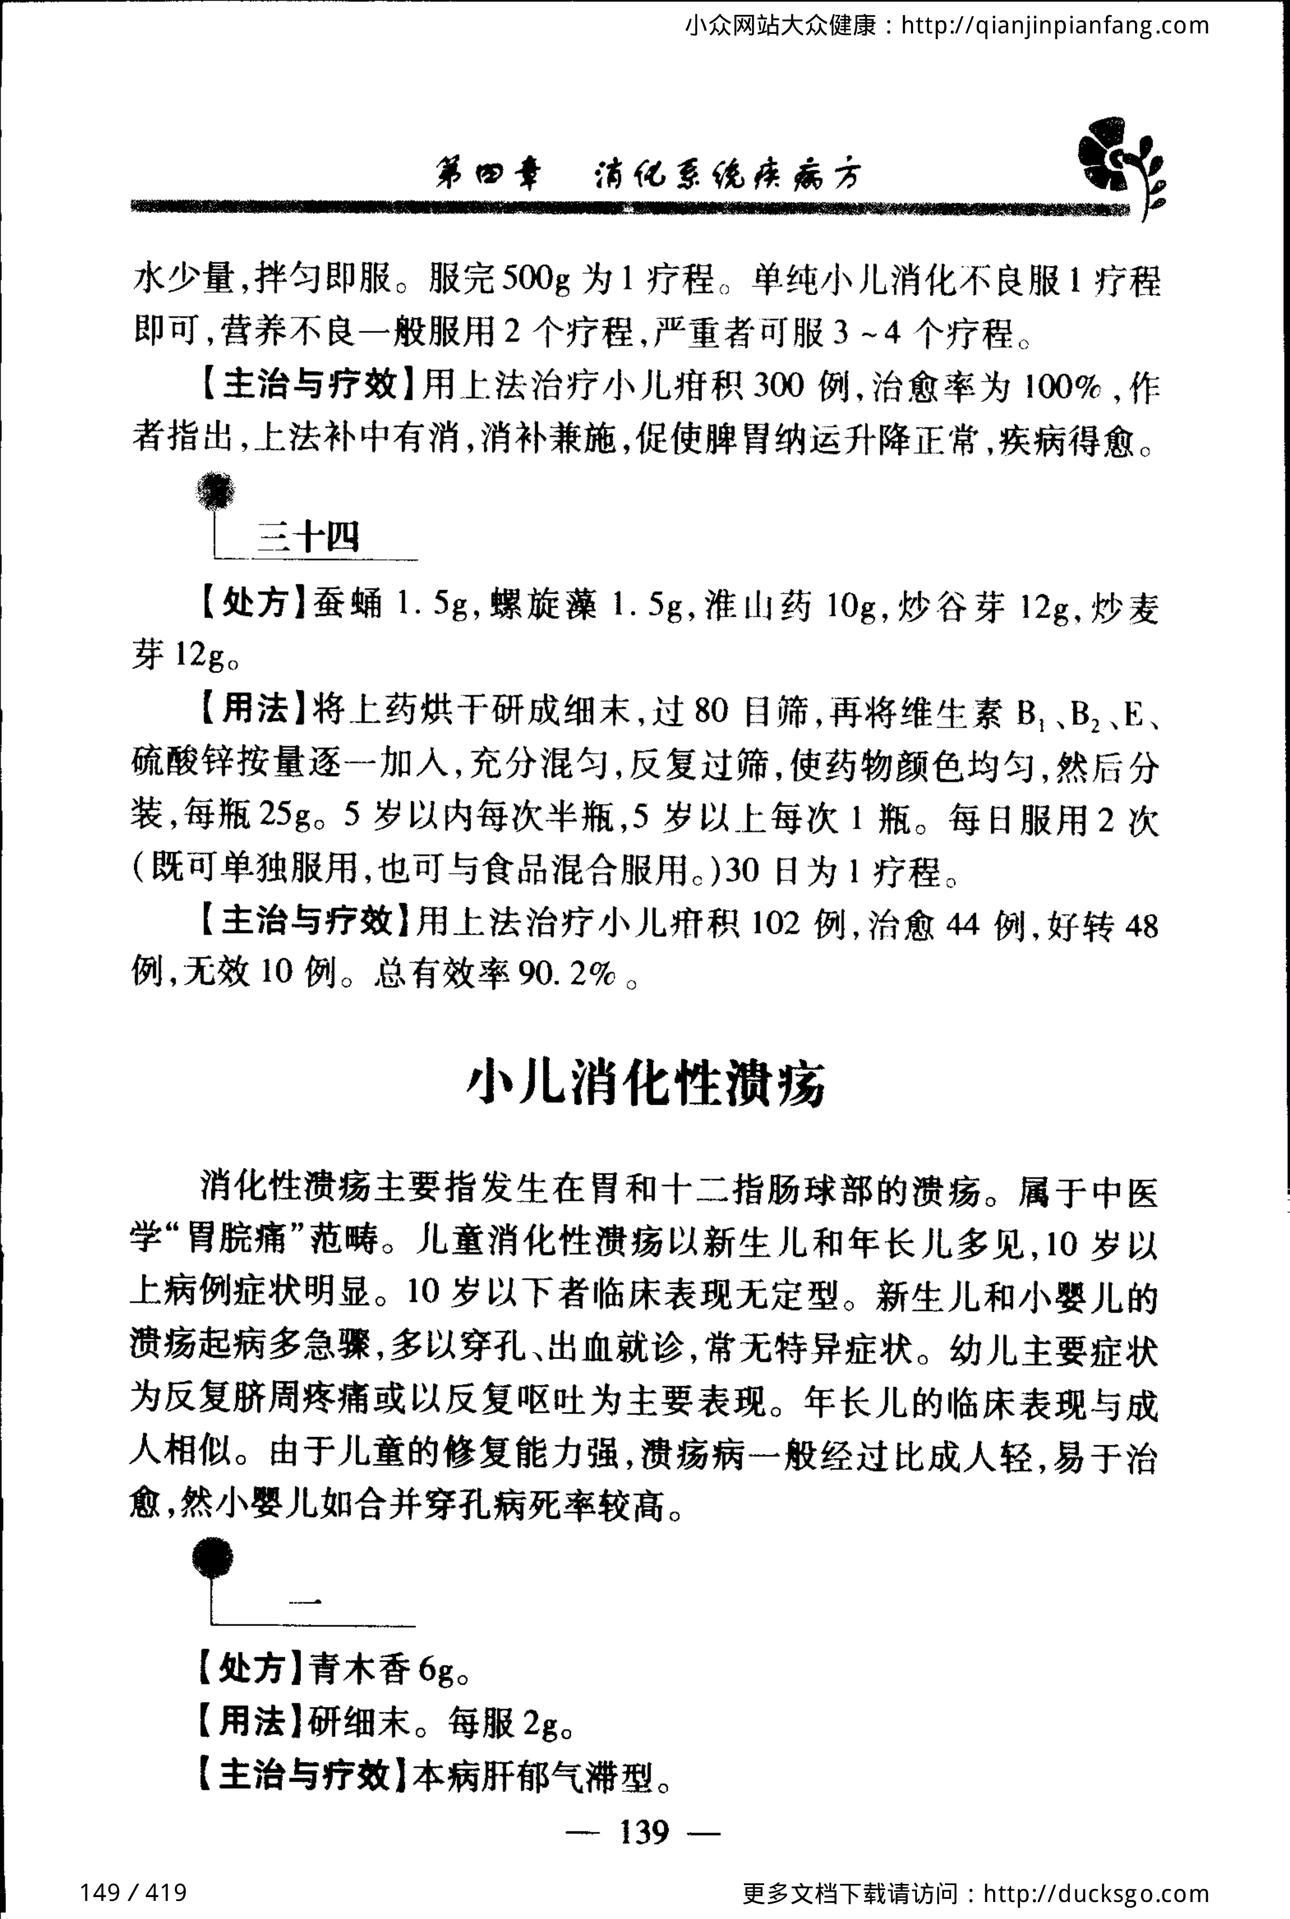 小众网站大众健康：http://qianjinpianfang.com
第四章 消化系统疾病方
水少量,拌匀即服。服完500g为1疗程。单纯小儿消化不良服1疗程
即可,营养不良一般服用2个疗程,严重者可服3~4个疗程。
【主治与疗效】用上法治疗小儿疳积300例,治愈率为100%,作
者指出,上法补中有消,消补兼施,促使脾胃纳运升降正常,疾病得愈。
三十四
【处方】蚕蛹1.5g,螺旋藻1.5g,淮山药10g,炒谷芽12g,炒麦
芽12g。
【用法】将上药烘干研成细末,过80目筛,再将维生素B₁、B₂、E、
硫酸锌按量逐一加入,充分混匀,反复过筛,使药物颜色均匀,然后分
装,每瓶25g。5岁以内每次半瓶,5岁以上每次1瓶。每日服用2次
(既可单独服用,也可与食品混合服用。)30日为1疗程。
【主治与疗效】用上法治疗小儿疳积102例,治愈44例,好转48
例,无效10例。总有效率90.2%。
小儿消化性溃疡
消化性溃疡主要指发生在胃和十二指肠球部的溃疡。属于中医
学“胃脘痛”范畴。儿童消化性溃疡以新生儿和年长儿多见,10岁以
上病例症状明显。10岁以下者临床表现无定型。新生儿和小婴儿的
溃疡起病多急骤,多以穿孔、出血就诊,常无特异症状。幼儿主要症状
为反复脐周疼痛或以反复呕吐为主要表现。年长儿的临床表现与成
人相似。由于儿童的修复能力强,溃疡病一般经过比成人轻,易于治
愈,然小婴儿如合并穿孔病死率较高。
一
【处方】青木香6g。
【用法】研细末。每服2g。
【主治与疗效】本病肝郁气滞型。
— 139 —
149 / 419
更多文档下载请访问：http://ducksgo.com